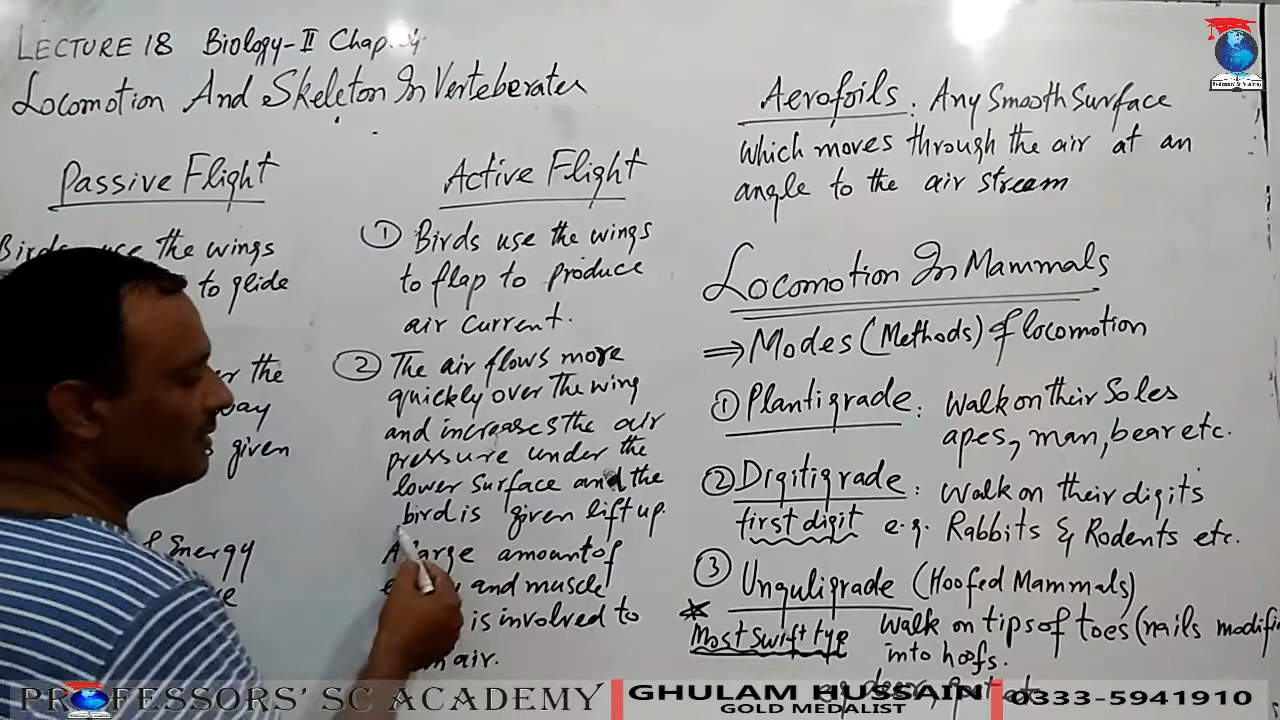 LECTURE 18 Biology-II Chap.
Locomotion And Skeleton In Verteberates
Passive Flight
Birds use the wings
to glide
the
given
Energy
Active Flight
① Birds use the wings
to flap to produce
air current.
② The air flows more
quickly over the wing
and increases the air
pressure under the
lower surface and the
bird is given lift up.
A large amount of
and muscle
is involved to
air.
Aerofoils. Any Smooth Surface
which moves through the air at an
angle to the air stream
Locomotion In Mammals
⇒ Modes (Methods) of locomotion
① Plantigrade: Walk on their Soles
apes, man, bear etc.
② Digitigrade: Walk on their digits
first digit e.g. Rabbits & Rodents etc.
③ Unguligrade (Hoofed Mammals)
* Most swift type Walk on tips of toes (nails modifi
into hoofs.
PROFESSORS' SC ACADEMY
GHULAM HUSSAIN
GOLD MEDALIST
0333-5941910